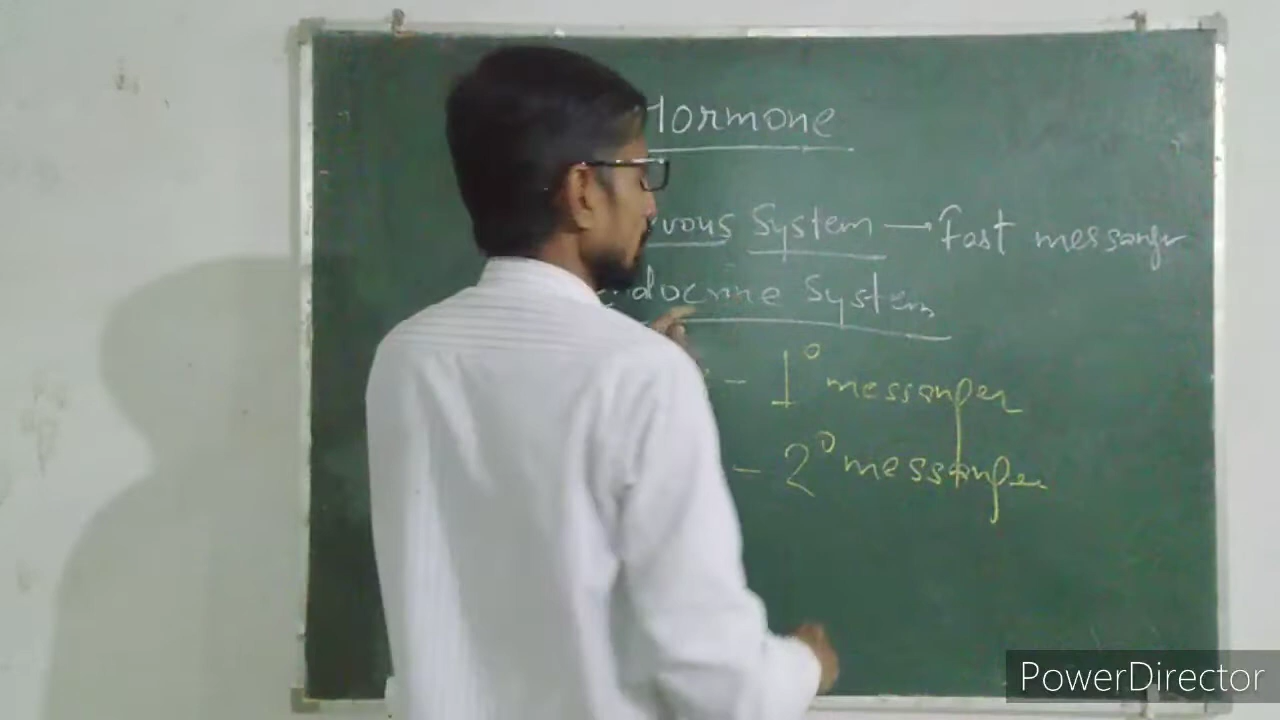 Hormone
vous System → Fast messanger
docrine System
- 1° messanger
- 2° messanger
PowerDirector